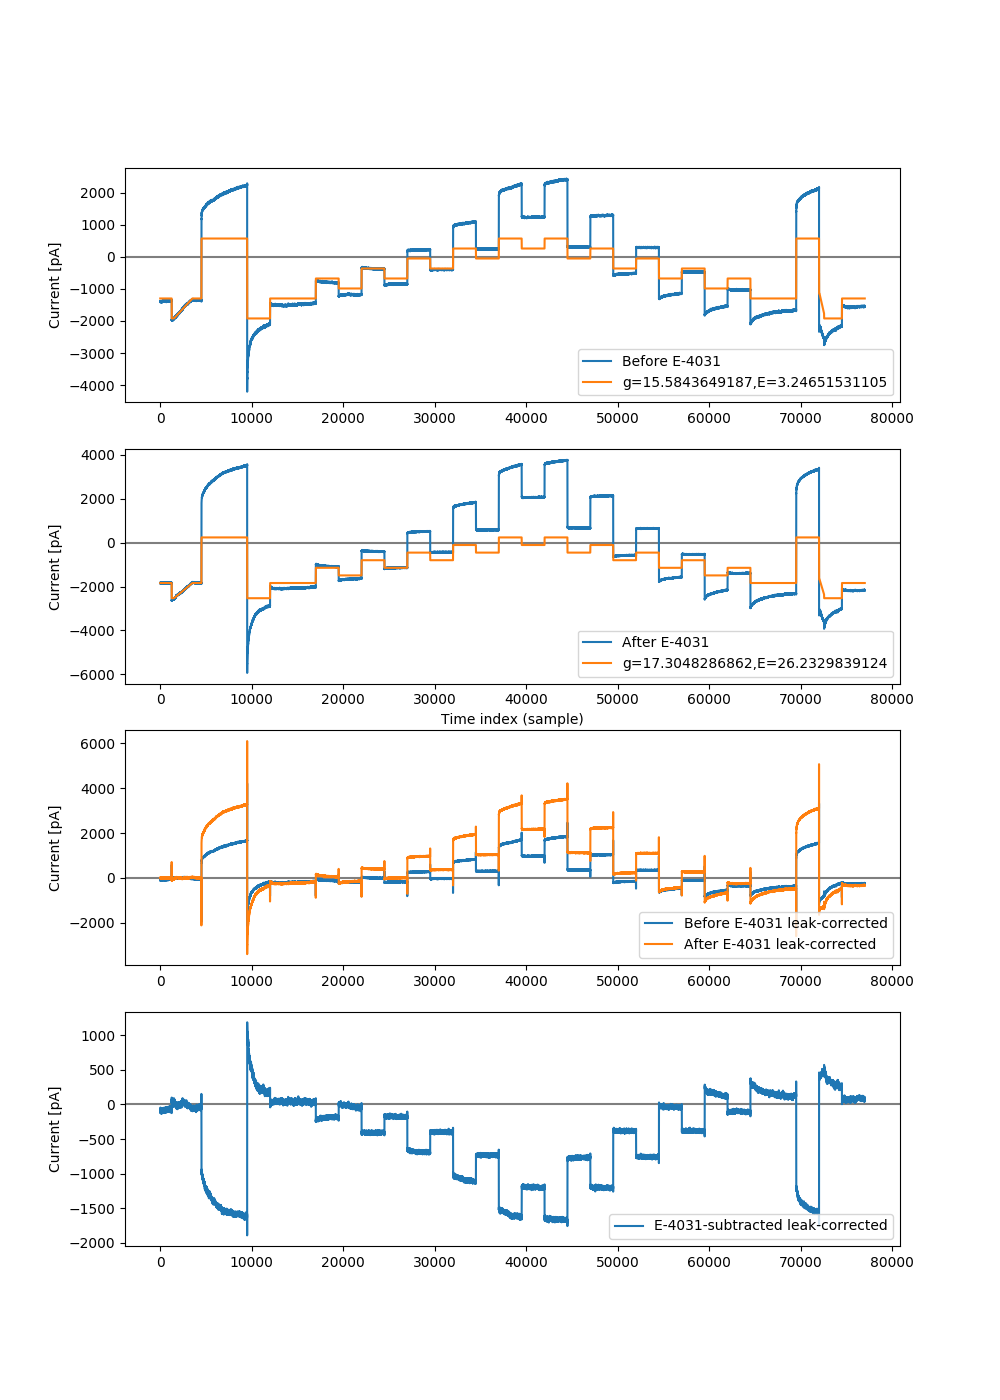 Current [pA]
2000
1000
0
−1000
−2000
−3000
−4000
Before E-4031
g=15.5843649187,E=3.24651531105
0 10000 20000 30000 40000 50000 60000 70000 80000
Current [pA]
4000
2000
0
−2000
−4000
−6000
After E-4031
g=17.3048286862,E=26.2329839124
0 10000 20000 30000 40000 50000 60000 70000 80000
Time index (sample)
Current [pA]
6000
4000
2000
0
−2000
Before E-4031 leak-corrected
After E-4031 leak-corrected
0 10000 20000 30000 40000 50000 60000 70000 80000
Current [pA]
1000
500
0
−500
−1000
−1500
−2000
E-4031-subtracted leak-corrected
0 10000 20000 30000 40000 50000 60000 70000 80000